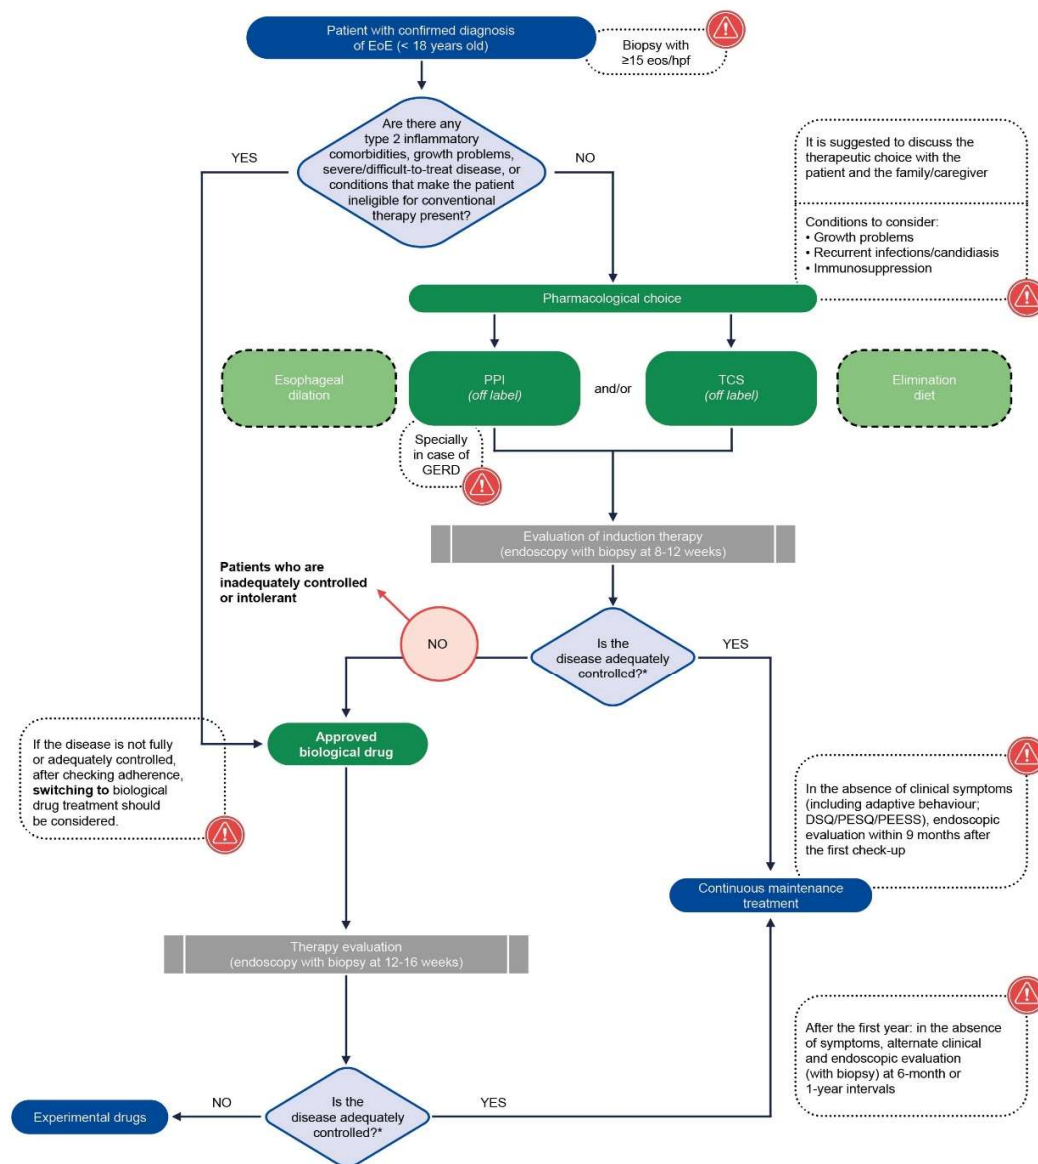 Patient with confirmed diagnosis
of EoE (< 18 years old)
Biopsy with
≥15 eos/hpf
Are there any
type 2 inflammatory
comorbidities, growth problems,
severe/difficult-to-treat disease, or
conditions that make the patient
ineligible for conventional
therapy present?
YES
NO
It is suggested to discuss the
therapeutic choice with the
patient and the family/caregiver
Conditions to consider:
• Growth problems
• Recurrent infections/candidiasis
• Immunosuppression
Pharmacological choice
Esophageal
dilation
PPI
(off label)
and/or
TCS
(off label)
Elimination
diet
Specially
in case of
GERD
Evaluation of induction therapy
(endoscopy with biopsy at 8-12 weeks)
Patients who are
inadequately controlled
or intolerant
NO
Is the
disease adequately
controlled?*
YES
Approved
biological drug
If the disease is not fully
or adequately controlled,
after checking adherence,
switching to biological
drug treatment should
be considered.
In the absence of clinical symptoms
(including adaptive behaviour;
DSQ/PESQ/PEESS), endoscopic
evaluation within 9 months after
the first check-up
Continuous maintenance
treatment
Therapy evaluation
(endoscopy with biopsy at 12-16 weeks)
After the first year: in the absence
of symptoms, alternate clinical
and endoscopic evaluation
(with biopsy) at 6-month or
1-year intervals
Experimental drugs
NO
Is the
disease adequately
controlled?*
YES